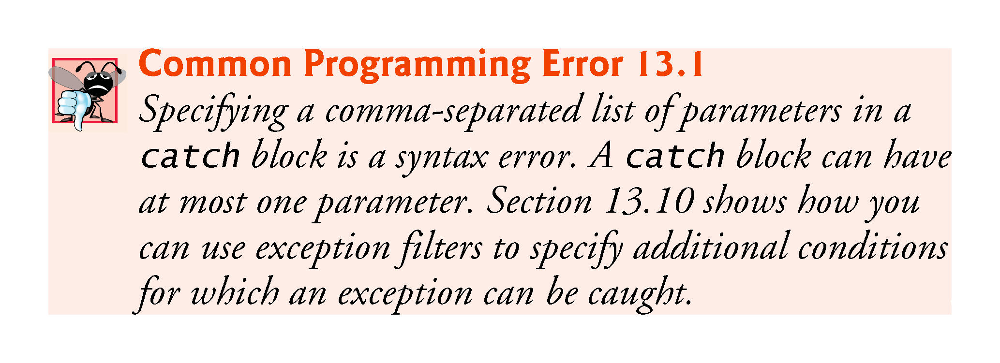 Common Programming Error 13.1
Specifying a comma-separated list of parameters in a
catch block is a syntax error. A catch block can have
at most one parameter. Section 13.10 shows how you
can use exception filters to specify additional conditions
for which an exception can be caught.